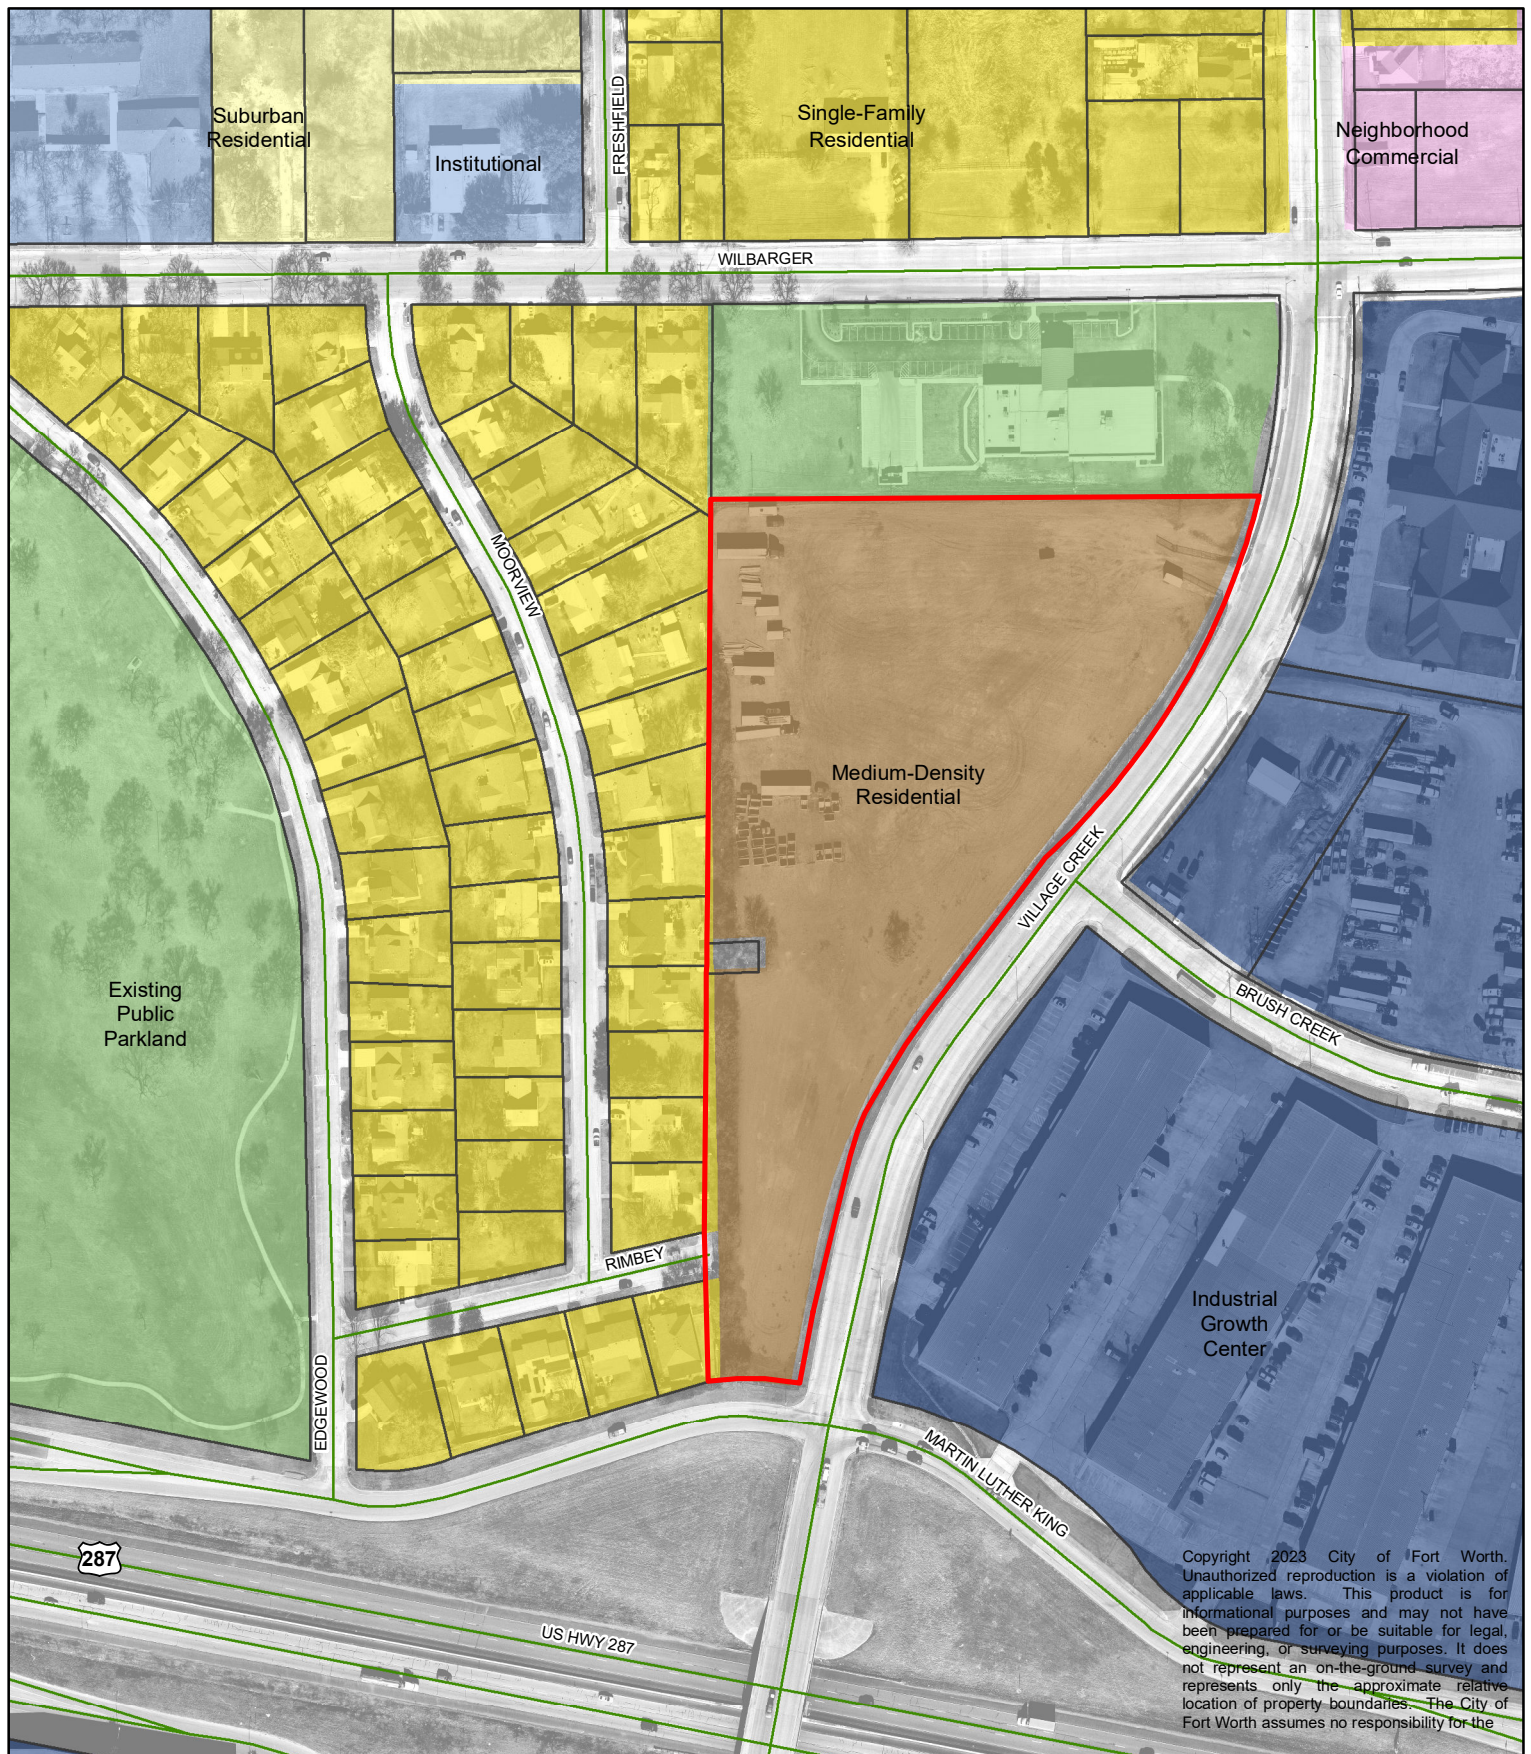 Suburban
Residential
Institutional
FRESHFIELD
Single-Family
Residential
Neighborhood
Commercial
WILBARGER
MOORVIEW
Medium-Density
Residential
VILLAGE CREEK
BRUSH CREEK
Existing
Public
Parkland
RIMBEY
Industrial
Growth
Center
EDGEWOOD
MARTIN LUTHER KING
287
US HWY 287
Copyright 2023 City of Fort Worth.
Unauthorized reproduction is a violation of
applicable laws. This product is for
informational purposes and may not have
been prepared for or be suitable for legal,
engineering, or surveying purposes. It does
not represent an on-the-ground survey and
represents only the approximate relative
location of property boundaries. The City of
Fort Worth assumes no responsibility for the